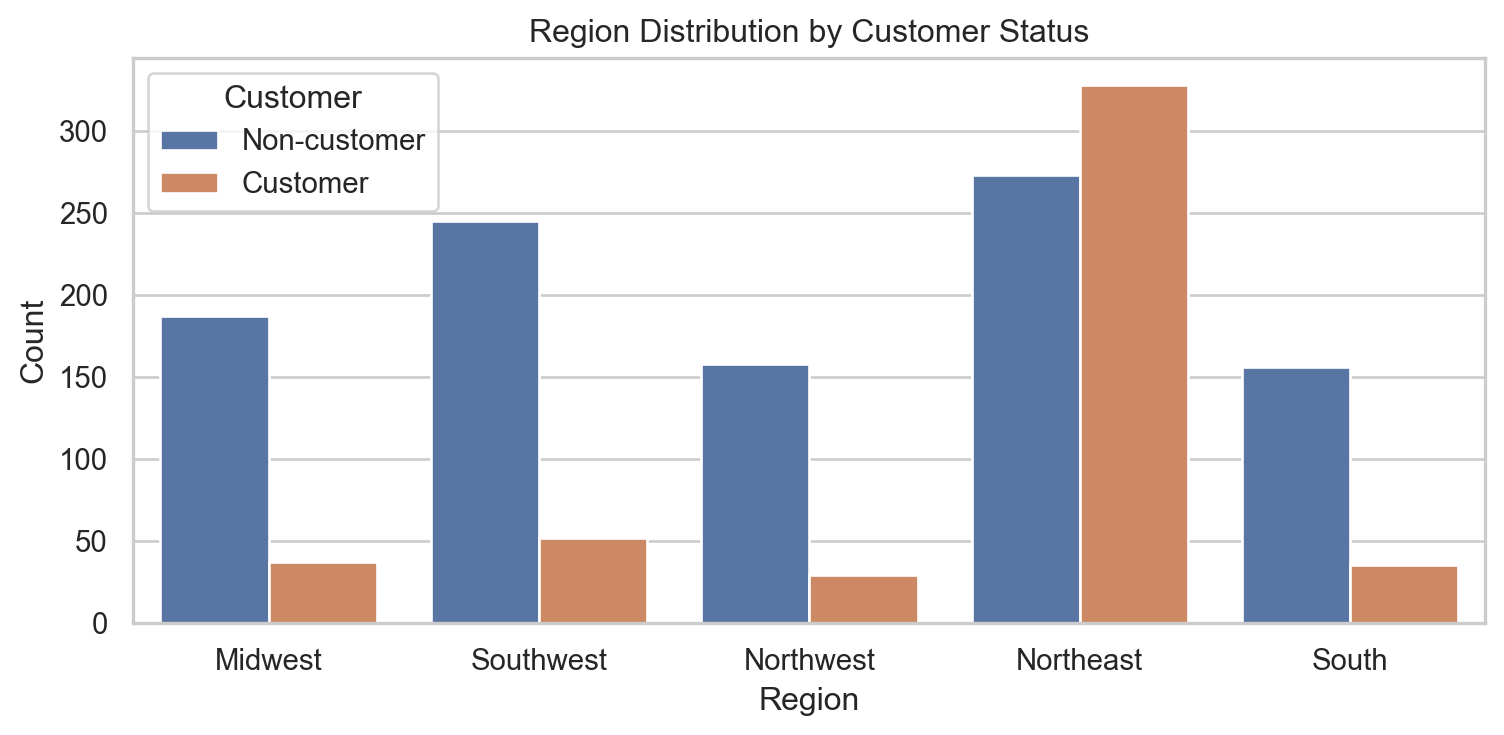 Region Distribution by Customer Status
Customer
Non-customer
Customer
Count
300
250
200
150
100
50
0
Midwest Southwest Northwest Northeast South
Region